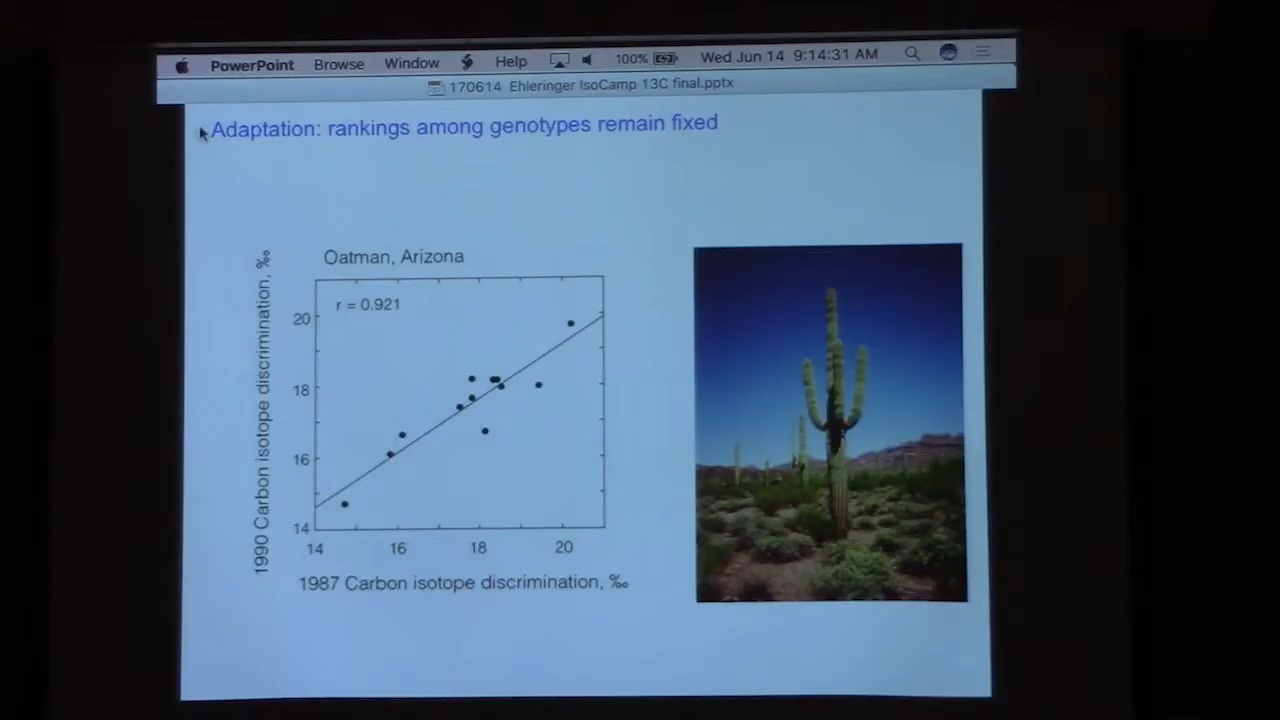 PowerPoint Browse Window Help 100% Wed Jun 14 9:14:31 AM
170614 Ehleringer IsoCamp 13C final.pptx
Adaptation: rankings among genotypes remain fixed
Oatman, Arizona
r = 0.921
20
18
16
14
1990 Carbon isotope discrimination, ‰
14 16 18 20
1987 Carbon isotope discrimination, ‰